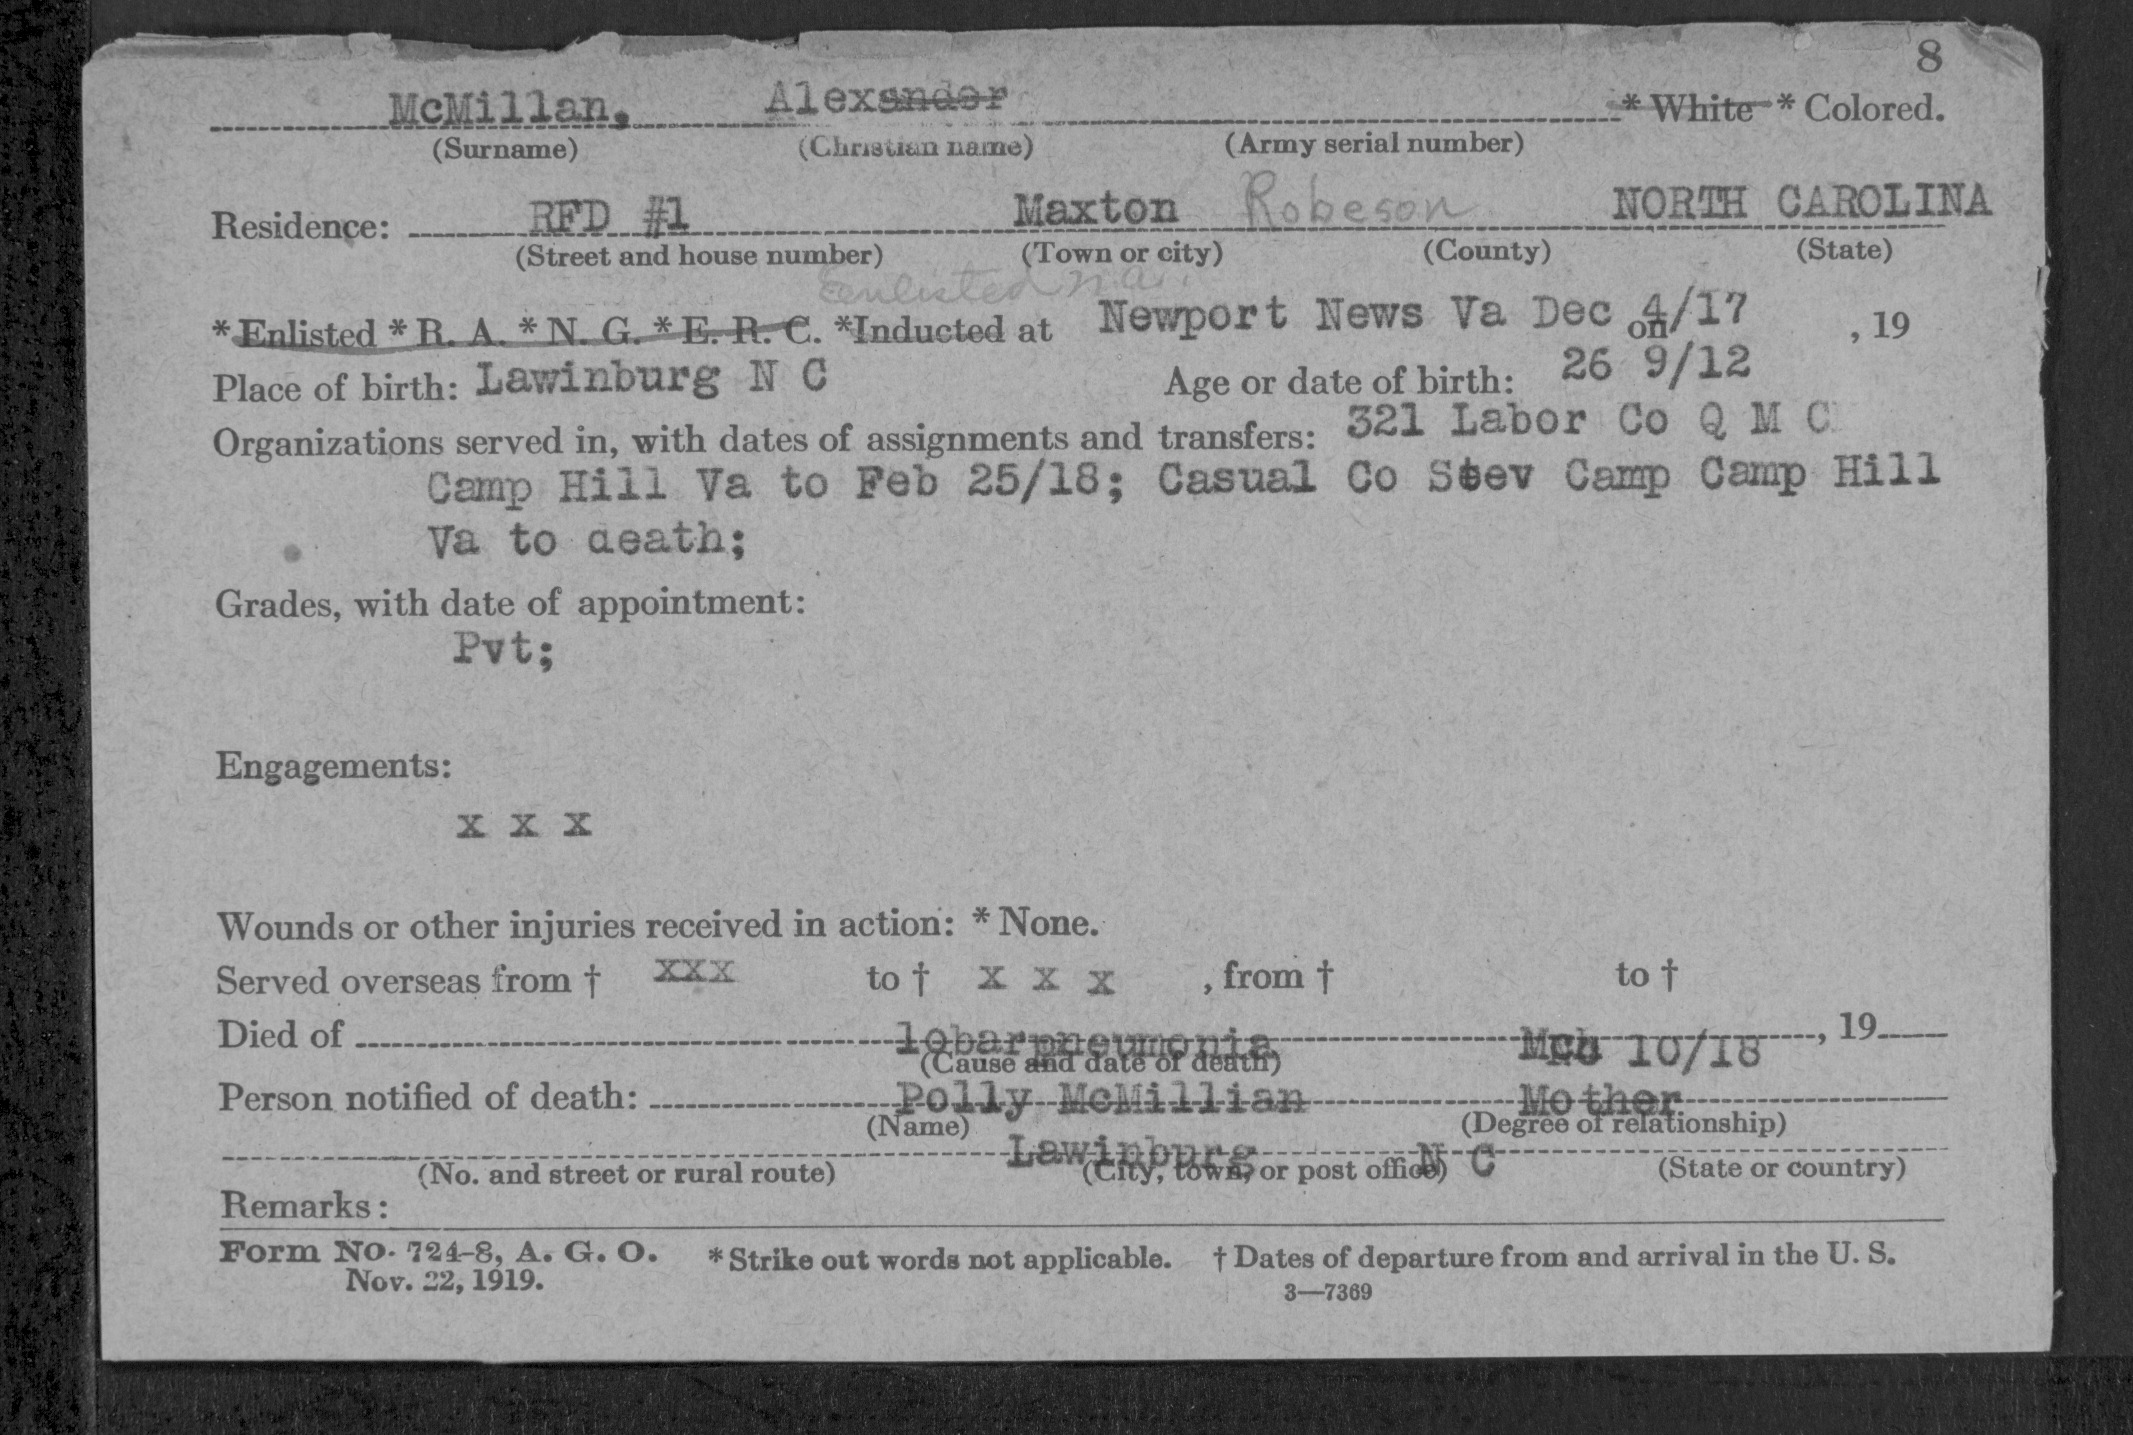 8
McMillan, Alexander * White * Colored.
(Surname) (Christian name) (Army serial number)
Residence: RFD #1 Maxton Robeson NORTH CAROLINA
(Street and house number) (Town or city) (County) (State)
Enlisted N.A.
*Enlisted * R. A. * N. G. * E. R. C. *Inducted at Newport News Va Dec 4/17 on , 19
Place of birth: Lawinburg N C Age or date of birth: 26 9/12
Organizations served in, with dates of assignments and transfers: 321 Labor Co Q M C
Camp Hill Va to Feb 25/18; Casual Co Stev Camp Camp Hill
Va to death;
Grades, with date of appointment:
Pvt;
Engagements:
x x x
Wounds or other injuries received in action: * None.
Served overseas from † xxx to † x x x , from † to †
Died of lobarpneumonia Mch 10/18 , 19
(Cause and date of death)
Person notified of death: Polly McMillian Mother
(Name) (Degree of relationship)
Lawinburg N C
(No. and street or rural route) (City, town, or post office) (State or country)
Remarks:
Form No. 724-8, A. G. O. * Strike out words not applicable. † Dates of departure from and arrival in the U. S.
Nov. 22, 1919. 3—7369